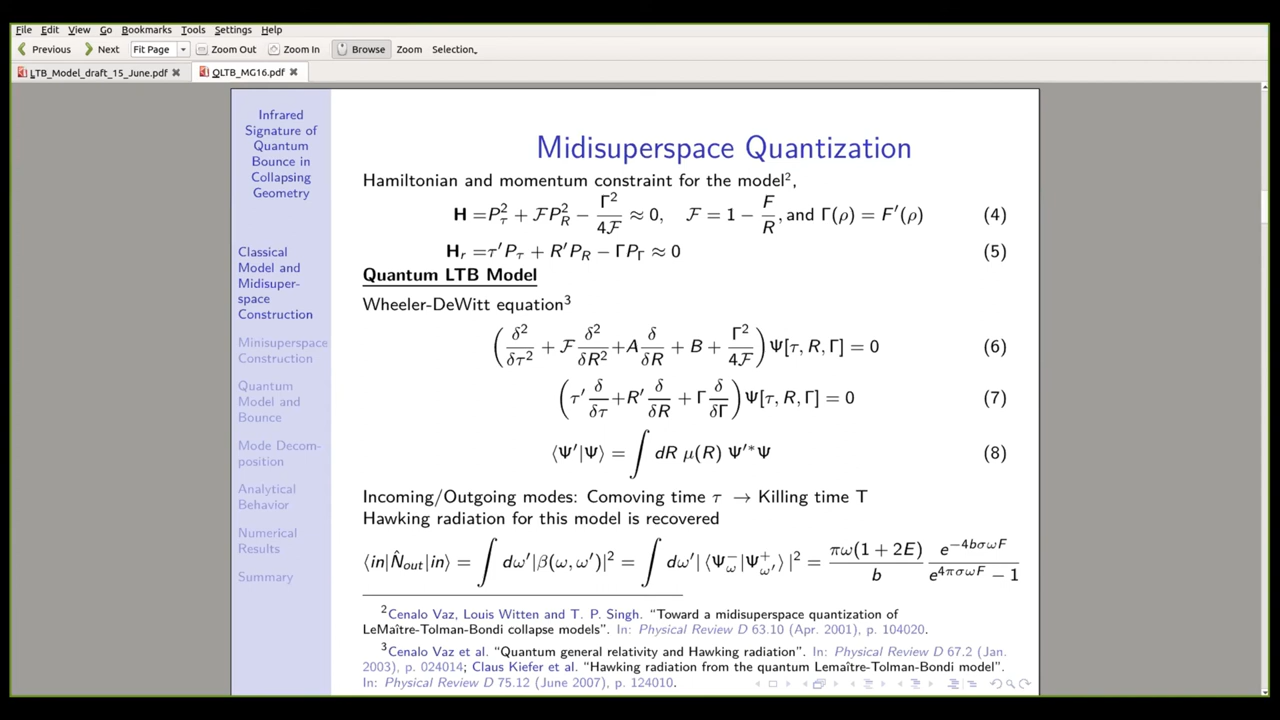 File Edit View Go Bookmarks Tools Settings Help
Previous Next Fit Page Zoom Out Zoom In Browse Zoom Selection
LTB_Model_draft_15_June.pdf QLTB_MG16.pdf
Infrared
Signature of
Quantum
Bounce in
Collapsing
Geometry
Classical
Model and
Midisuper-
space
Construction
Minisuperspace
Construction
Quantum
Model and
Bounce
Mode Decom-
position
Analytical
Behavior
Numerical
Results
Summary
Midisuperspace Quantization
Hamiltonian and momentum constraint for the model²,
H =P_τ² + ℱP_R² − Γ²/4ℱ ≈ 0, ℱ = 1 − F/R, and Γ(ρ) = F′(ρ) (4)
H_r =τ′P_τ + R′P_R − ΓP_Γ ≈ 0 (5)
Quantum LTB Model
Wheeler-DeWitt equation³
(δ²/δτ² + ℱ δ²/δR² +A δ/δR + B + Γ²/4ℱ) Ψ[τ, R, Γ] = 0 (6)
(τ′ δ/δτ +R′ δ/δR + Γ δ/δΓ) Ψ[τ, R, Γ] = 0 (7)
⟨Ψ′|Ψ⟩ = ∫ dR μ(R) Ψ′*Ψ (8)
Incoming/Outgoing modes: Comoving time τ → Killing time T
Hawking radiation for this model is recovered
⟨in|N̂_out|in⟩ = ∫ dω′|β(ω, ω′)|² = ∫ dω′| ⟨Ψ_ω⁻|Ψ_ω′⁺⟩ |² = πω(1 + 2E)/b e^{−4bσωF}/e^{4πσωF} − 1
²Cenalo Vaz, Louis Witten and T. P. Singh. “Toward a midisuperspace quantization of
LeMaître-Tolman-Bondi collapse models”. In: Physical Review D 63.10 (Apr. 2001), p. 104020.
³Cenalo Vaz et al. “Quantum general relativity and Hawking radiation”. In: Physical Review D 67.2 (Jan.
2003), p. 024014; Claus Kiefer et al. “Hawking radiation from the quantum Lemaître-Tolman-Bondi model”.
In: Physical Review D 75.12 (June 2007), p. 124010.